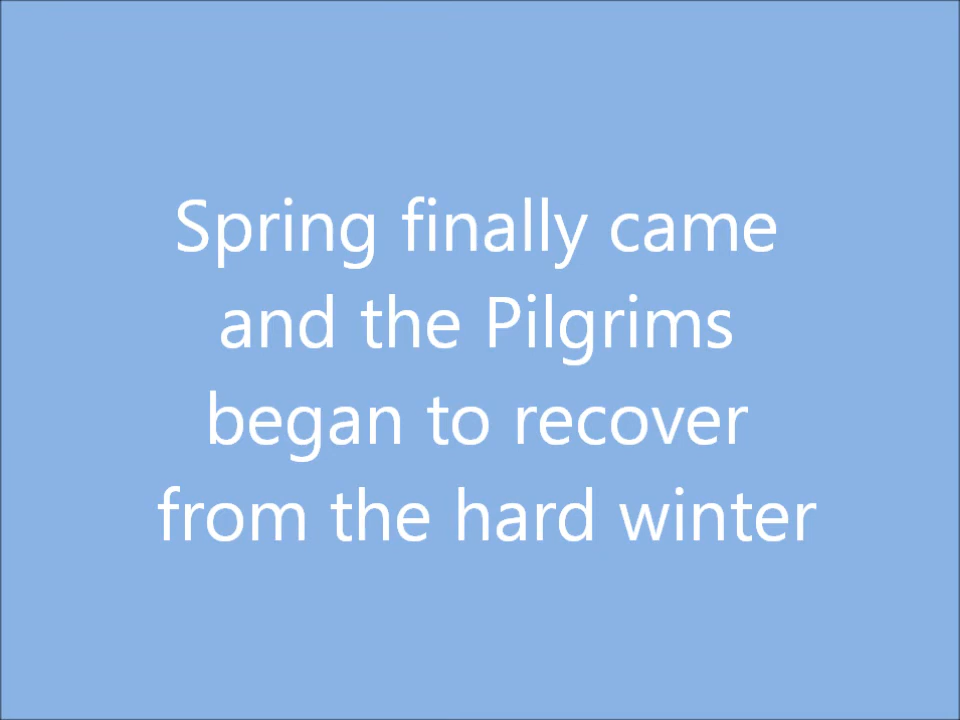 Spring finally came
and the Pilgrims
began to recover
from the hard winter